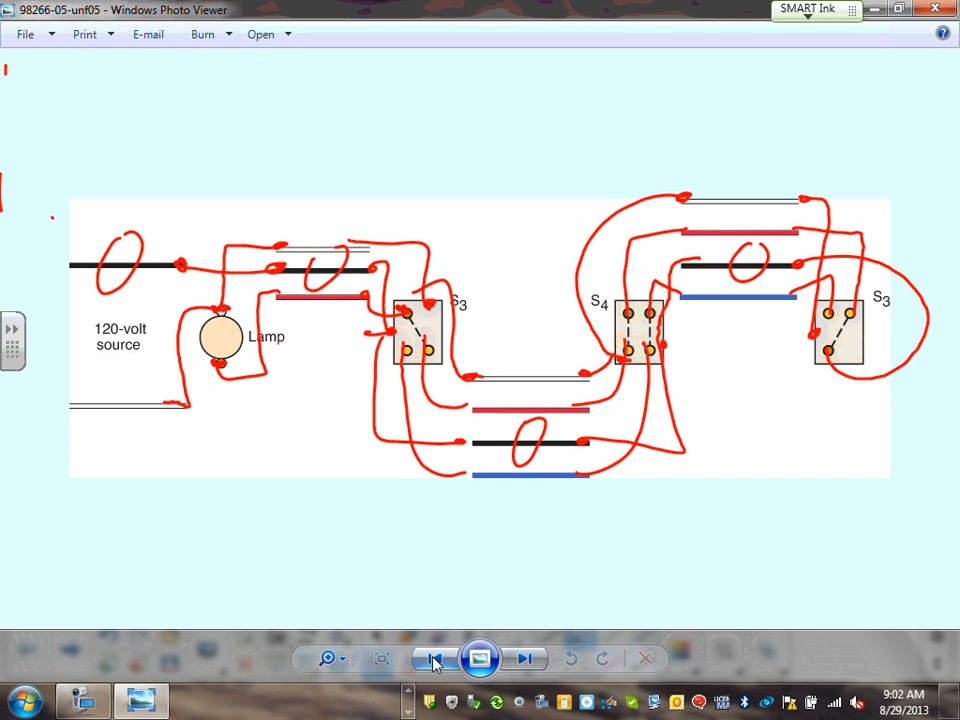 98266-05-unf05 - Windows Photo Viewer
SMART Ink
File Print E-mail Burn Open
S3
S4
S3
120-volt
source
Lamp
9:02 AM
8/29/2013